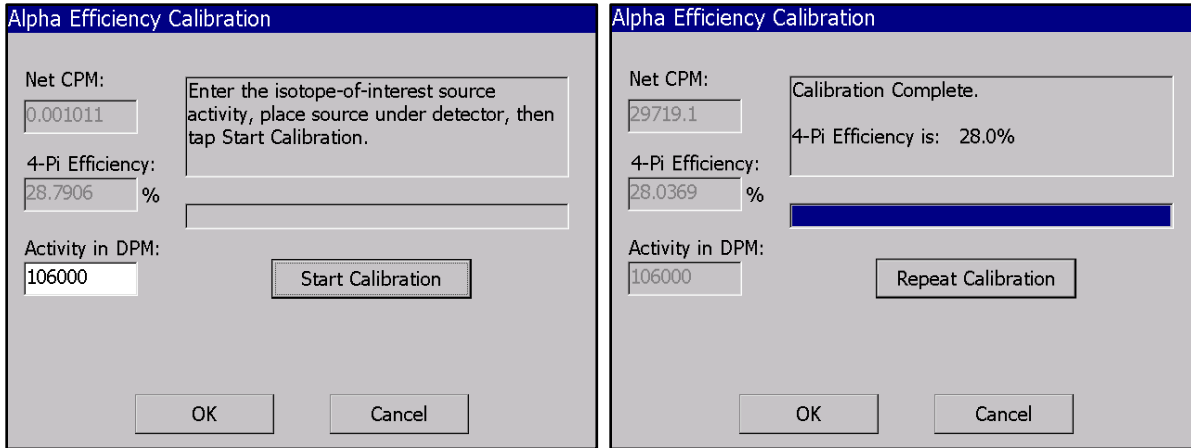 Alpha Efficiency Calibration
Net CPM:
0.001011
Enter the isotope-of-interest source
activity, place source under detector, then
tap Start Calibration.
4-Pi Efficiency:
28.7906 %
Activity in DPM:
106000
Start Calibration
OK Cancel
Alpha Efficiency Calibration
Net CPM:
29719.1
Calibration Complete.
4-Pi Efficiency is: 28.0%
4-Pi Efficiency:
28.0369 %
Activity in DPM:
106000
Repeat Calibration
OK Cancel